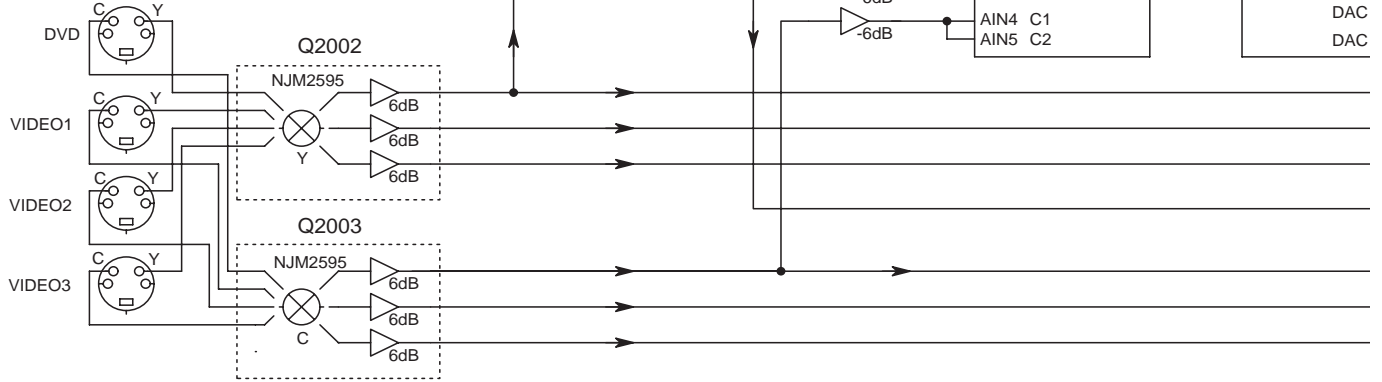 C Y
DVD
-6dB
-6dB
AIN4 C1
AIN5 C2
DAC
DAC
Q2002
NJM2595
6dB
6dB
6dB
Y
C Y
VIDEO1
C Y
VIDEO2
C Y
VIDEO3
Q2003
NJM2595
6dB
6dB
6dB
C